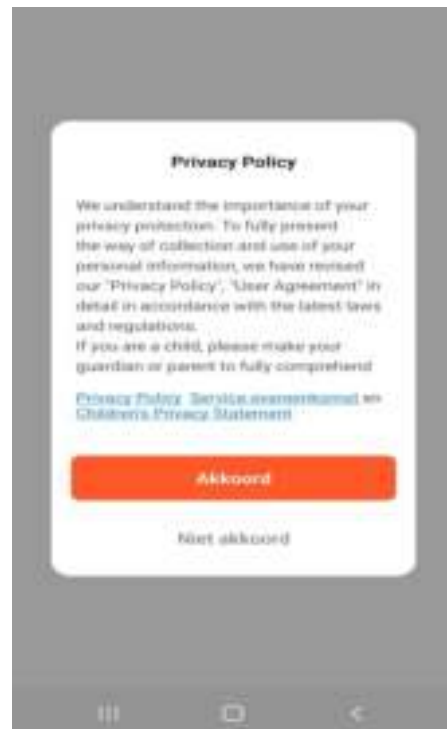 Privacy Policy
We understand the importance of your
privacy protection. To fully present
the way of collection and use of your
personal information, we have revised
our "Privacy Policy", "User Agreement" in
detail in accordance with the latest laws
and regulations.
If you are a child, please make your
guardian or parent to fully comprehend
Privacy Policy Service overeenkomst en
Children's Privacy Statement
Akkoord
Niet akkoord